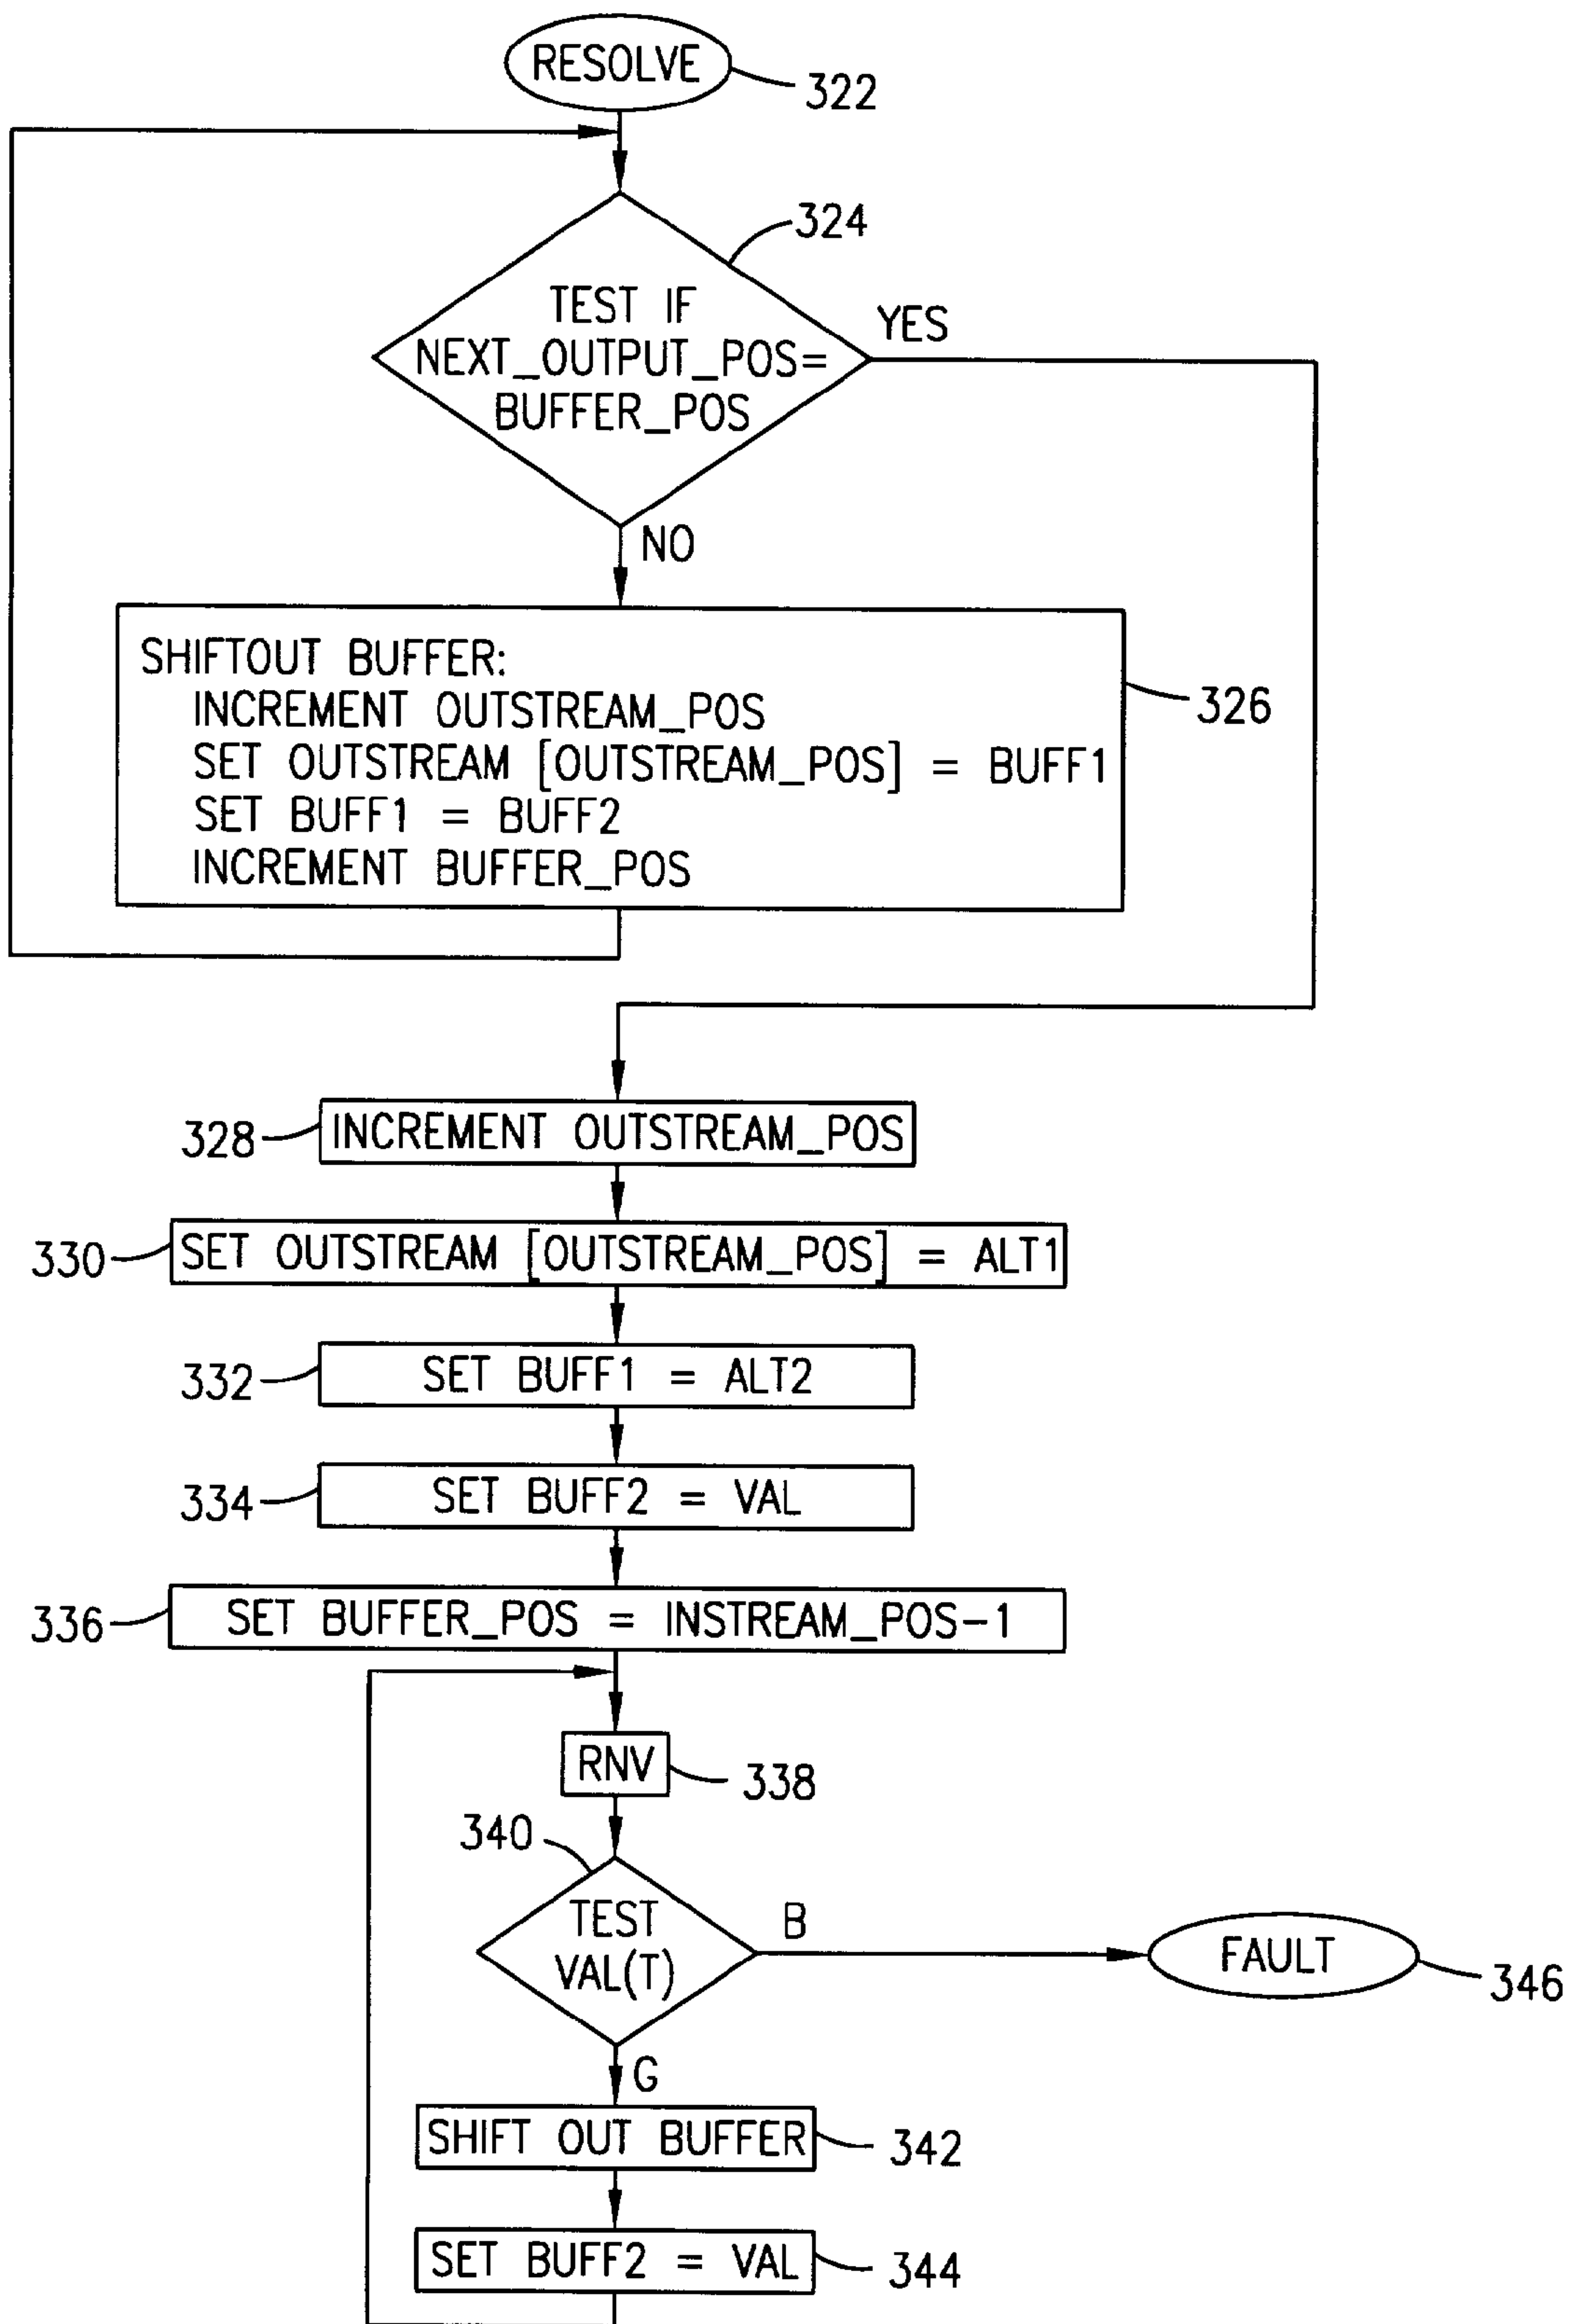 RESOLVE
322
324
TEST IF
NEXT_OUTPUT_POS=
BUFFER_POS
YES
NO
SHIFTOUT BUFFER:
INCREMENT OUTSTREAM_POS
SET OUTSTREAM [OUTSTREAM_POS] = BUFF1
SET BUFF1 = BUFF2
INCREMENT BUFFER_POS
326
328
INCREMENT OUTSTREAM_POS
330
SET OUTSTREAM [OUTSTREAM_POS] = ALT1
332
SET BUFF1 = ALT2
334
SET BUFF2 = VAL
336
SET BUFFER_POS = INSTREAM_POS-1
RNV
338
340
TEST
VAL(T)
B
FAULT
346
G
SHIFT OUT BUFFER
342
SET BUFF2 = VAL
344